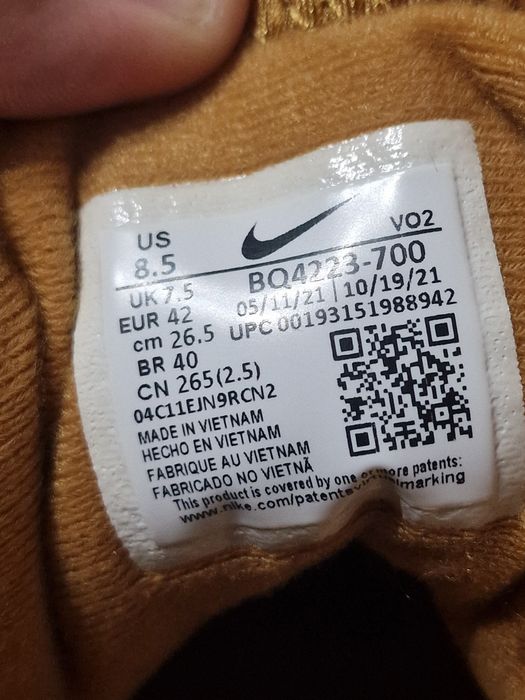 US
8.5
VO2
BQ4223-700
UK 7.5
05/11/21 | 10/19/21
EUR 42
UPC 00193151988942
cm 26.5
BR 40
CN 265(2.5)
04C11EJN9RCN2
MADE IN VIETNAM
HECHO EN VIETNAM
FABRIQUE AU VIETNAM
FABRICADO NO VIETNÃ
This product is covered by one or more patents:
www.nike.com/patentsvirtualmarking